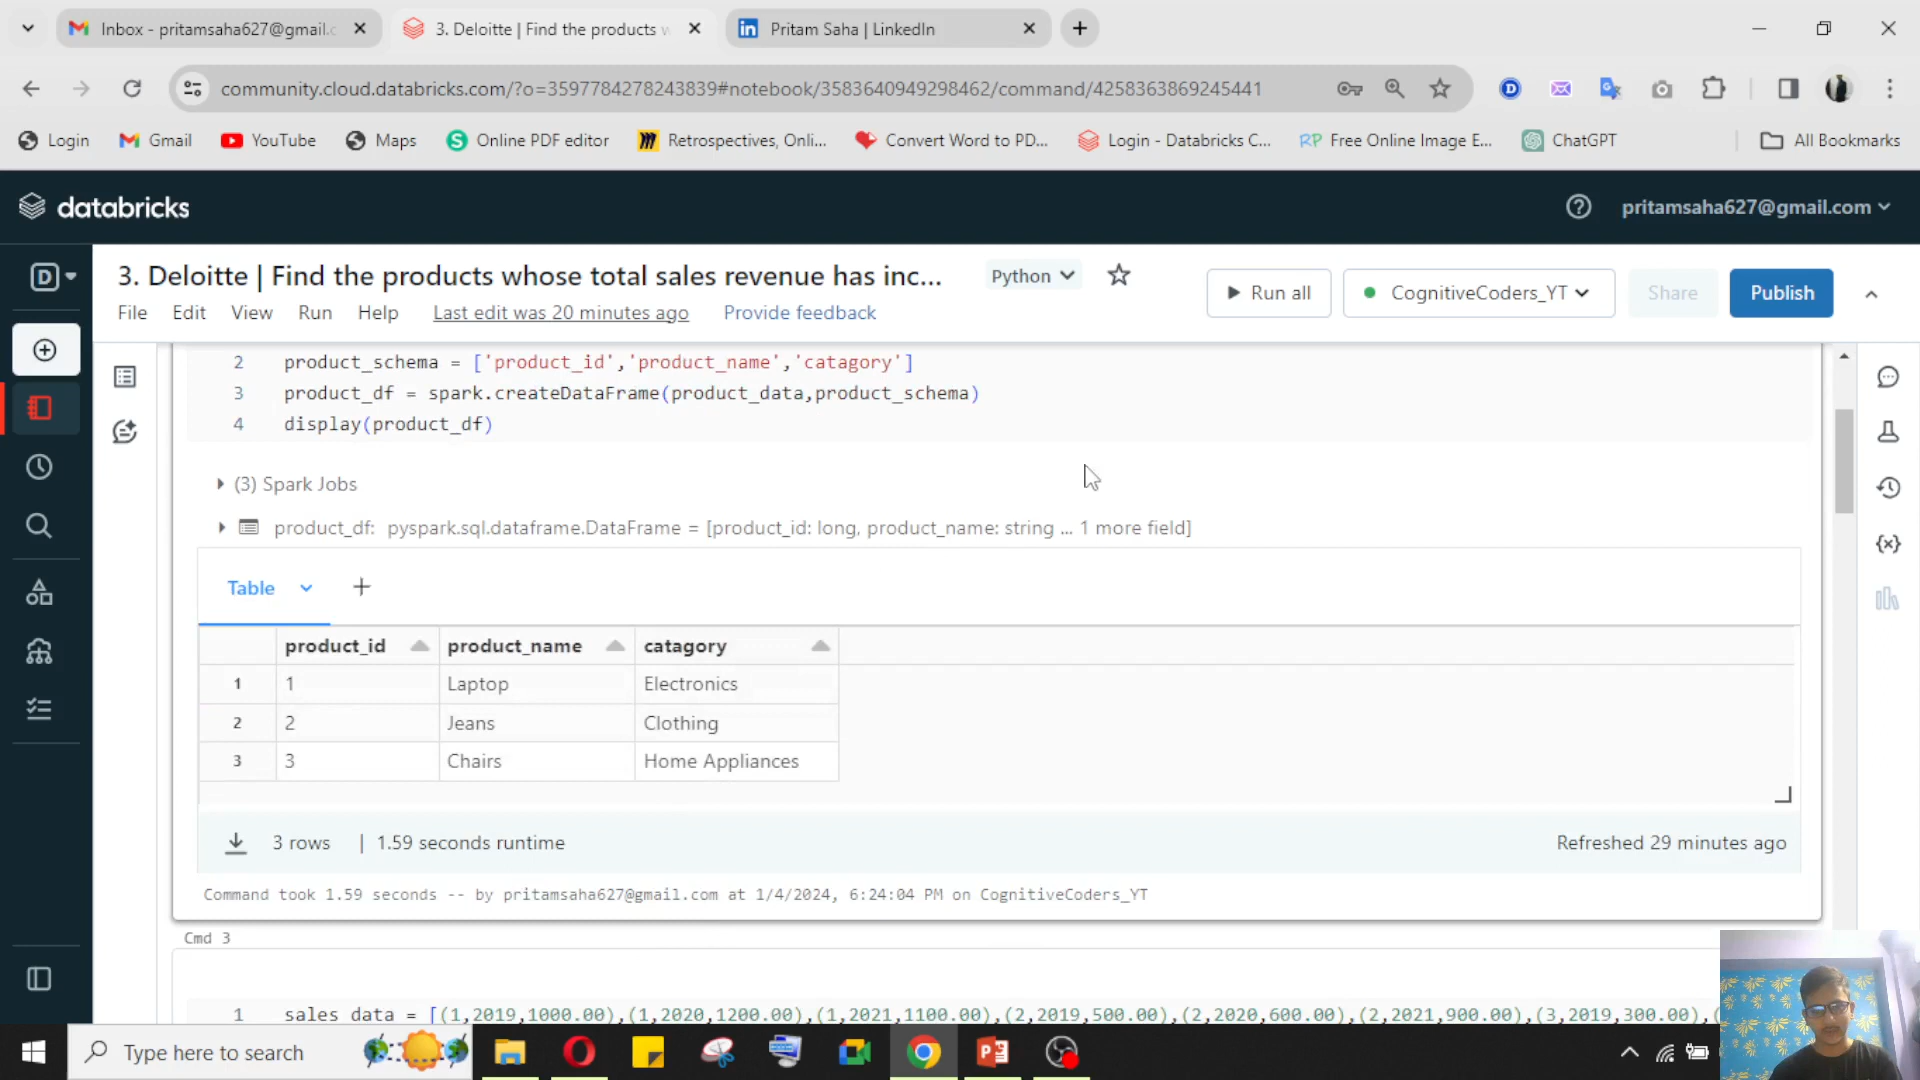 Inbox - pritamsaha627@gmail.c
3. Deloitte | Find the products w
Pritam Saha | LinkedIn
community.cloud.databricks.com/?o=3597784278243839#notebook/3583640949298462/command/4258363869245441
Login
Gmail
YouTube
Maps
Online PDF editor
Retrospectives, Onli...
Convert Word to PD...
Login - Databricks C...
RP Free Online Image E...
ChatGPT
All Bookmarks
databricks
pritamsaha627@gmail.com
D
3. Deloitte | Find the products whose total sales revenue has inc...
Python
Run all
CognitiveCoders_YT
Share
Publish
File Edit View Run Help Last edit was 20 minutes ago Provide feedback
2 product_schema = ['product_id','product_name','catagory']
3 product_df = spark.createDataFrame(product_data,product_schema)
4 display(product_df)
(3) Spark Jobs
product_df: pyspark.sql.dataframe.DataFrame = [product_id: long, product_name: string ... 1 more field]
Table
product_id product_name catagory
1 1 Laptop Electronics
2 2 Jeans Clothing
3 3 Chairs Home Appliances
3 rows | 1.59 seconds runtime
Refreshed 29 minutes ago
Command took 1.59 seconds -- by pritamsaha627@gmail.com at 1/4/2024, 6:24:04 PM on CognitiveCoders_YT
Cmd 3
1 sales data = [(1,2019,1000.00),(1,2020,1200.00),(1,2021,1100.00),(2,2019,500.00),(2,2020,600.00),(2,2021,900.00),(3,2019,300.00),(
Type here to search